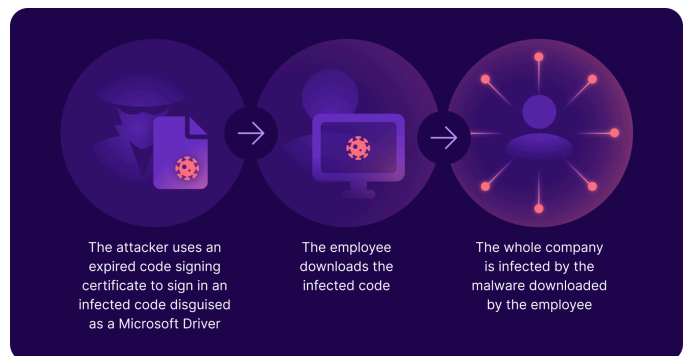 The attacker uses an
expired code signing
certificate to sign in an
infected code disguised
as a Microsoft Driver
The employee
downloads the
infected code
The whole company
is infected by the
malware downloaded
by the employee